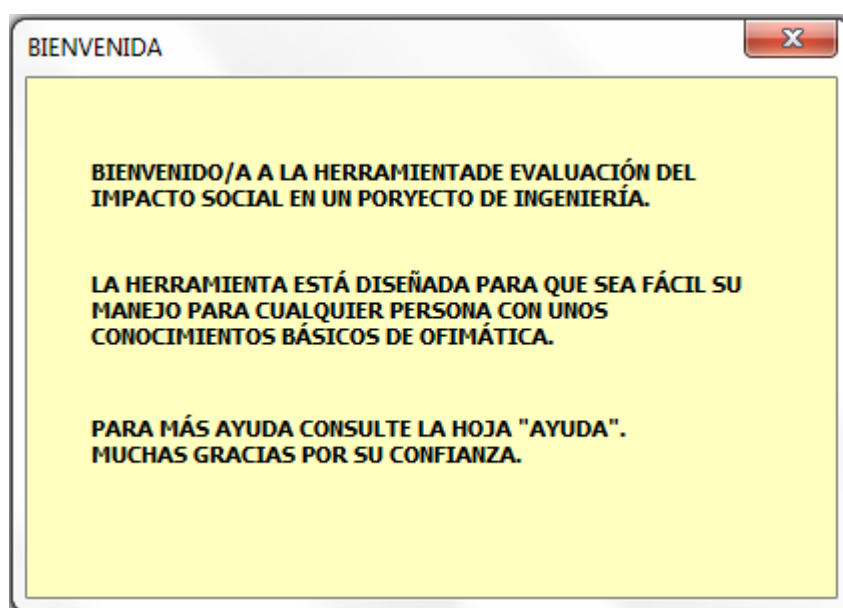 BIENVENIDA
BIENVENIDO/A A LA HERRAMIENTADE EVALUACIÓN DEL
IMPACTO SOCIAL EN UN PORYECTO DE INGENIERÍA.
LA HERRAMIENTA ESTÁ DISEÑADA PARA QUE SEA FÁCIL SU
MANEJO PARA CUALQUIER PERSONA CON UNOS
CONOCIMIENTOS BÁSICOS DE OFIMÁTICA.
PARA MÁS AYUDA CONSULTE LA HOJA "AYUDA".
MUCHAS GRACIAS POR SU CONFIANZA.